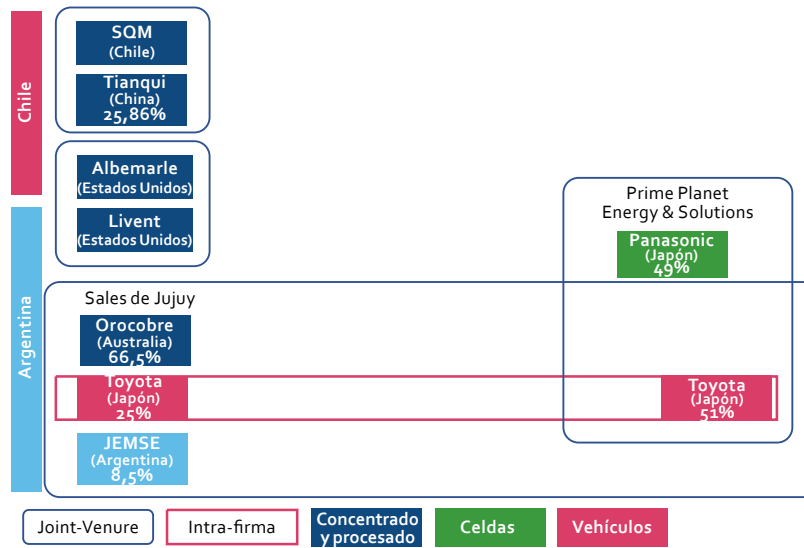 Chile
SQM
(Chile)
Tianqui
(China)
25,86%
Albemarle
(Estados Unidos)
Livent
(Estados Unidos)
Prime Planet
Energy & Solutions
Panasonic
(Japón)
49%
Argentina
Sales de Jujuy
Orocobre
(Australia)
66,5%
Toyota
(Japón)
25%
Toyota
(Japón)
51%
JEMSE
(Argentina)
8,5%
Joint-Venure
Intra-firma
Concentrado
y procesado
Celdas
Vehículos